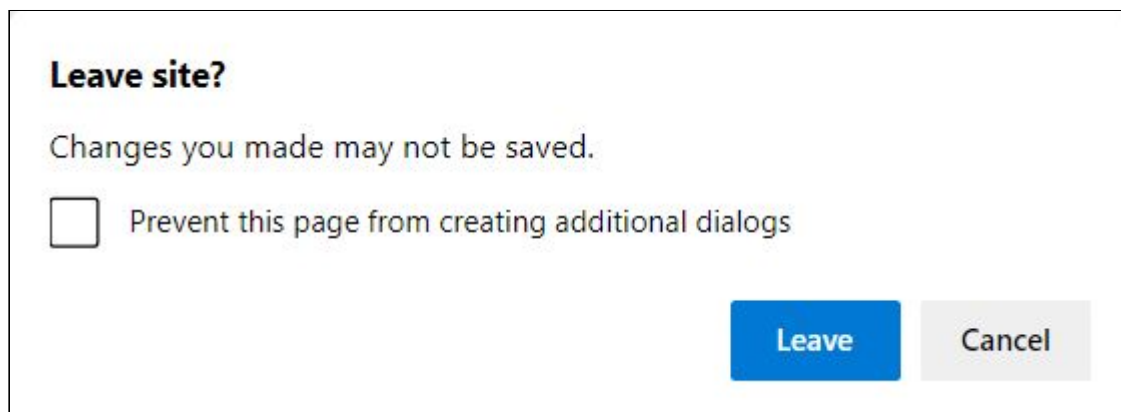 Leave site?
Changes you made may not be saved.
Prevent this page from creating additional dialogs
Leave Cancel